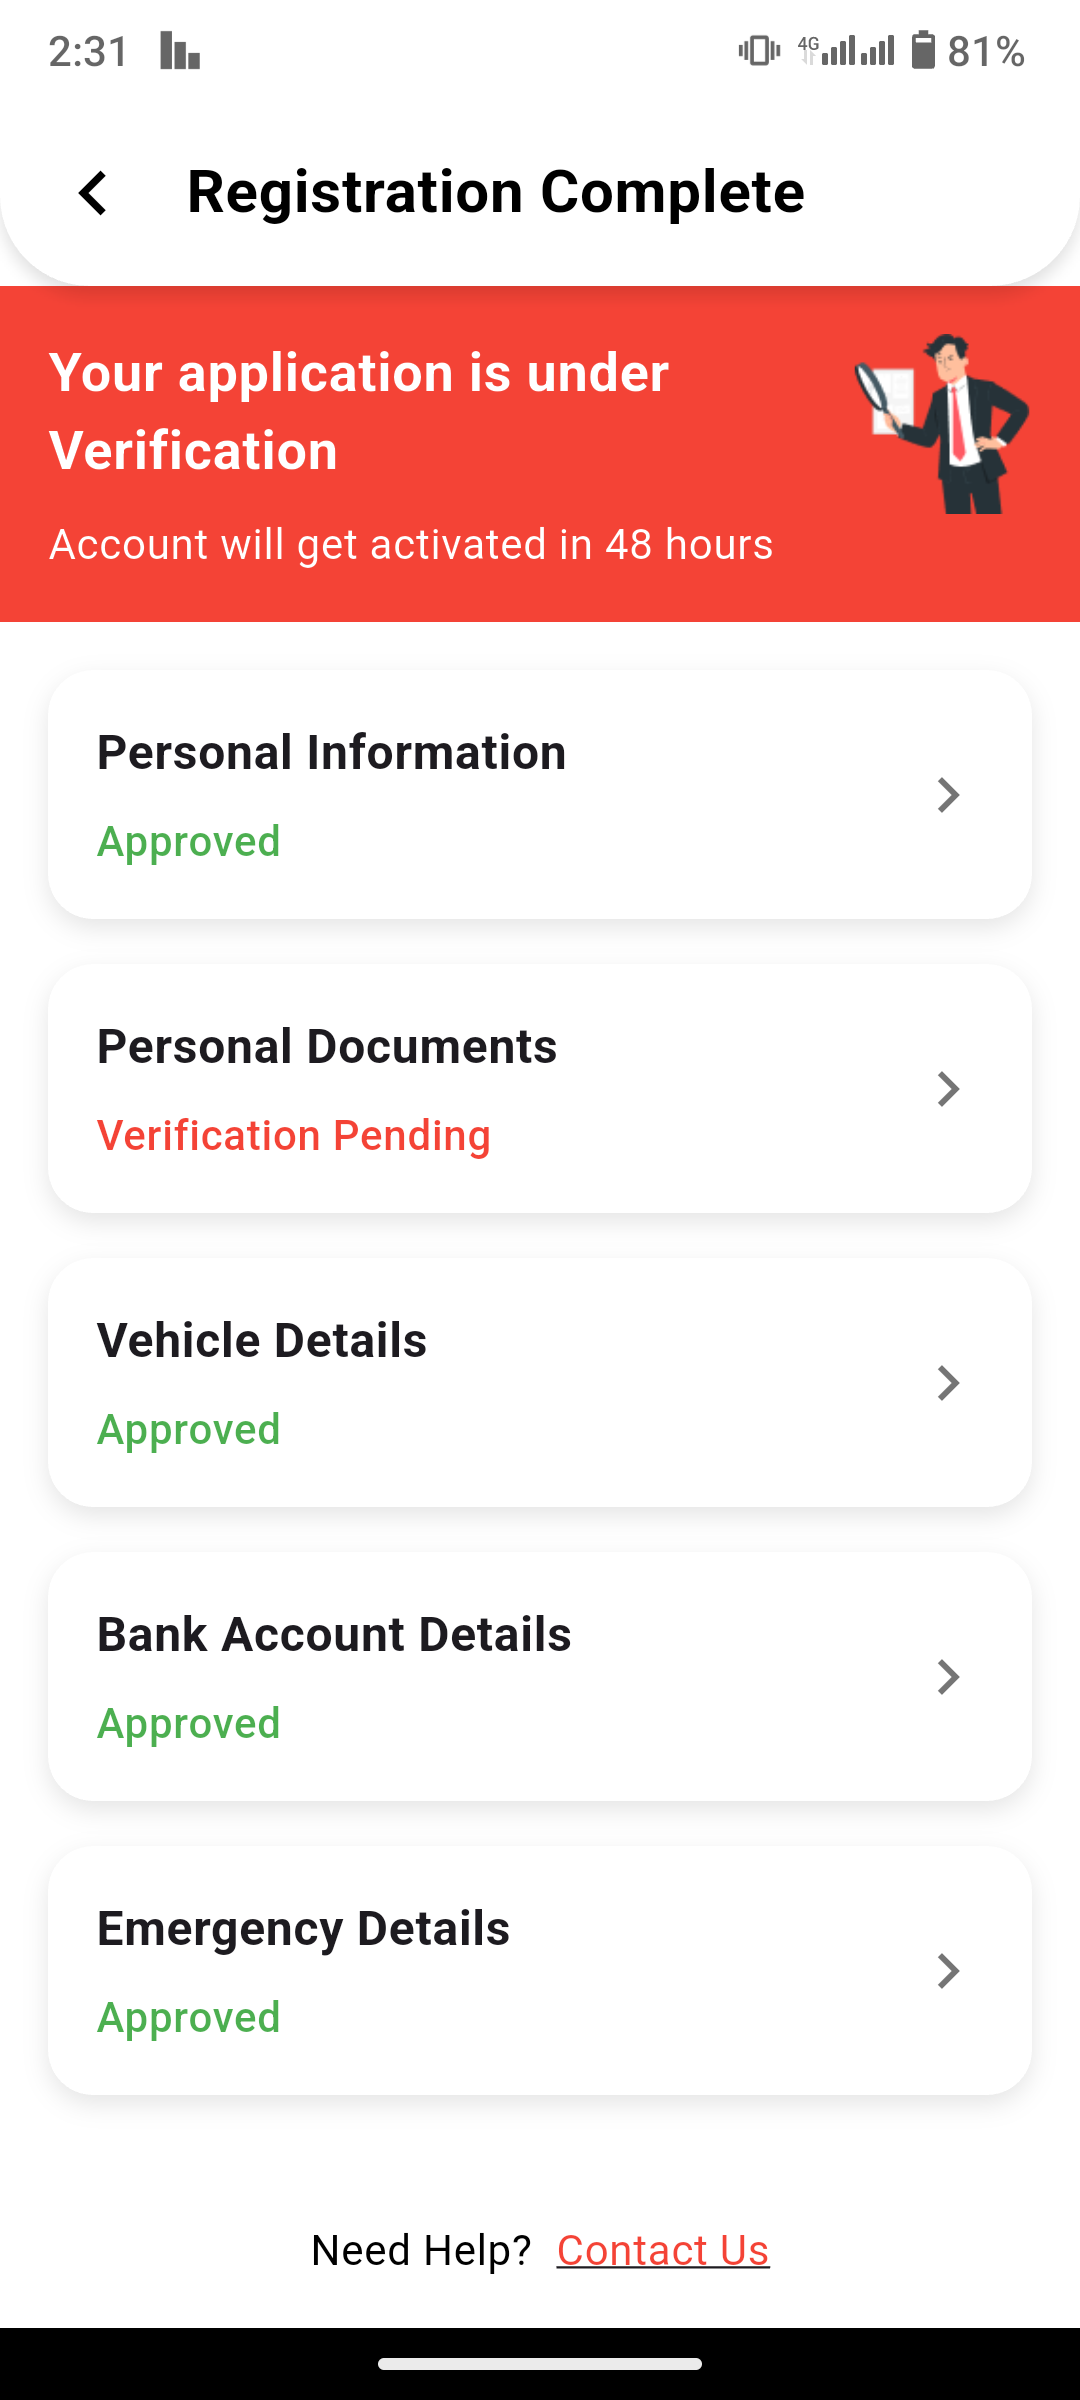 2:31
4G
81%
Registration Complete
Your application is under
Verification
Account will get activated in 48 hours
Personal Information
Approved
Personal Documents
Verification Pending
Vehicle Details
Approved
Bank Account Details
Approved
Emergency Details
Approved
Need Help? Contact Us